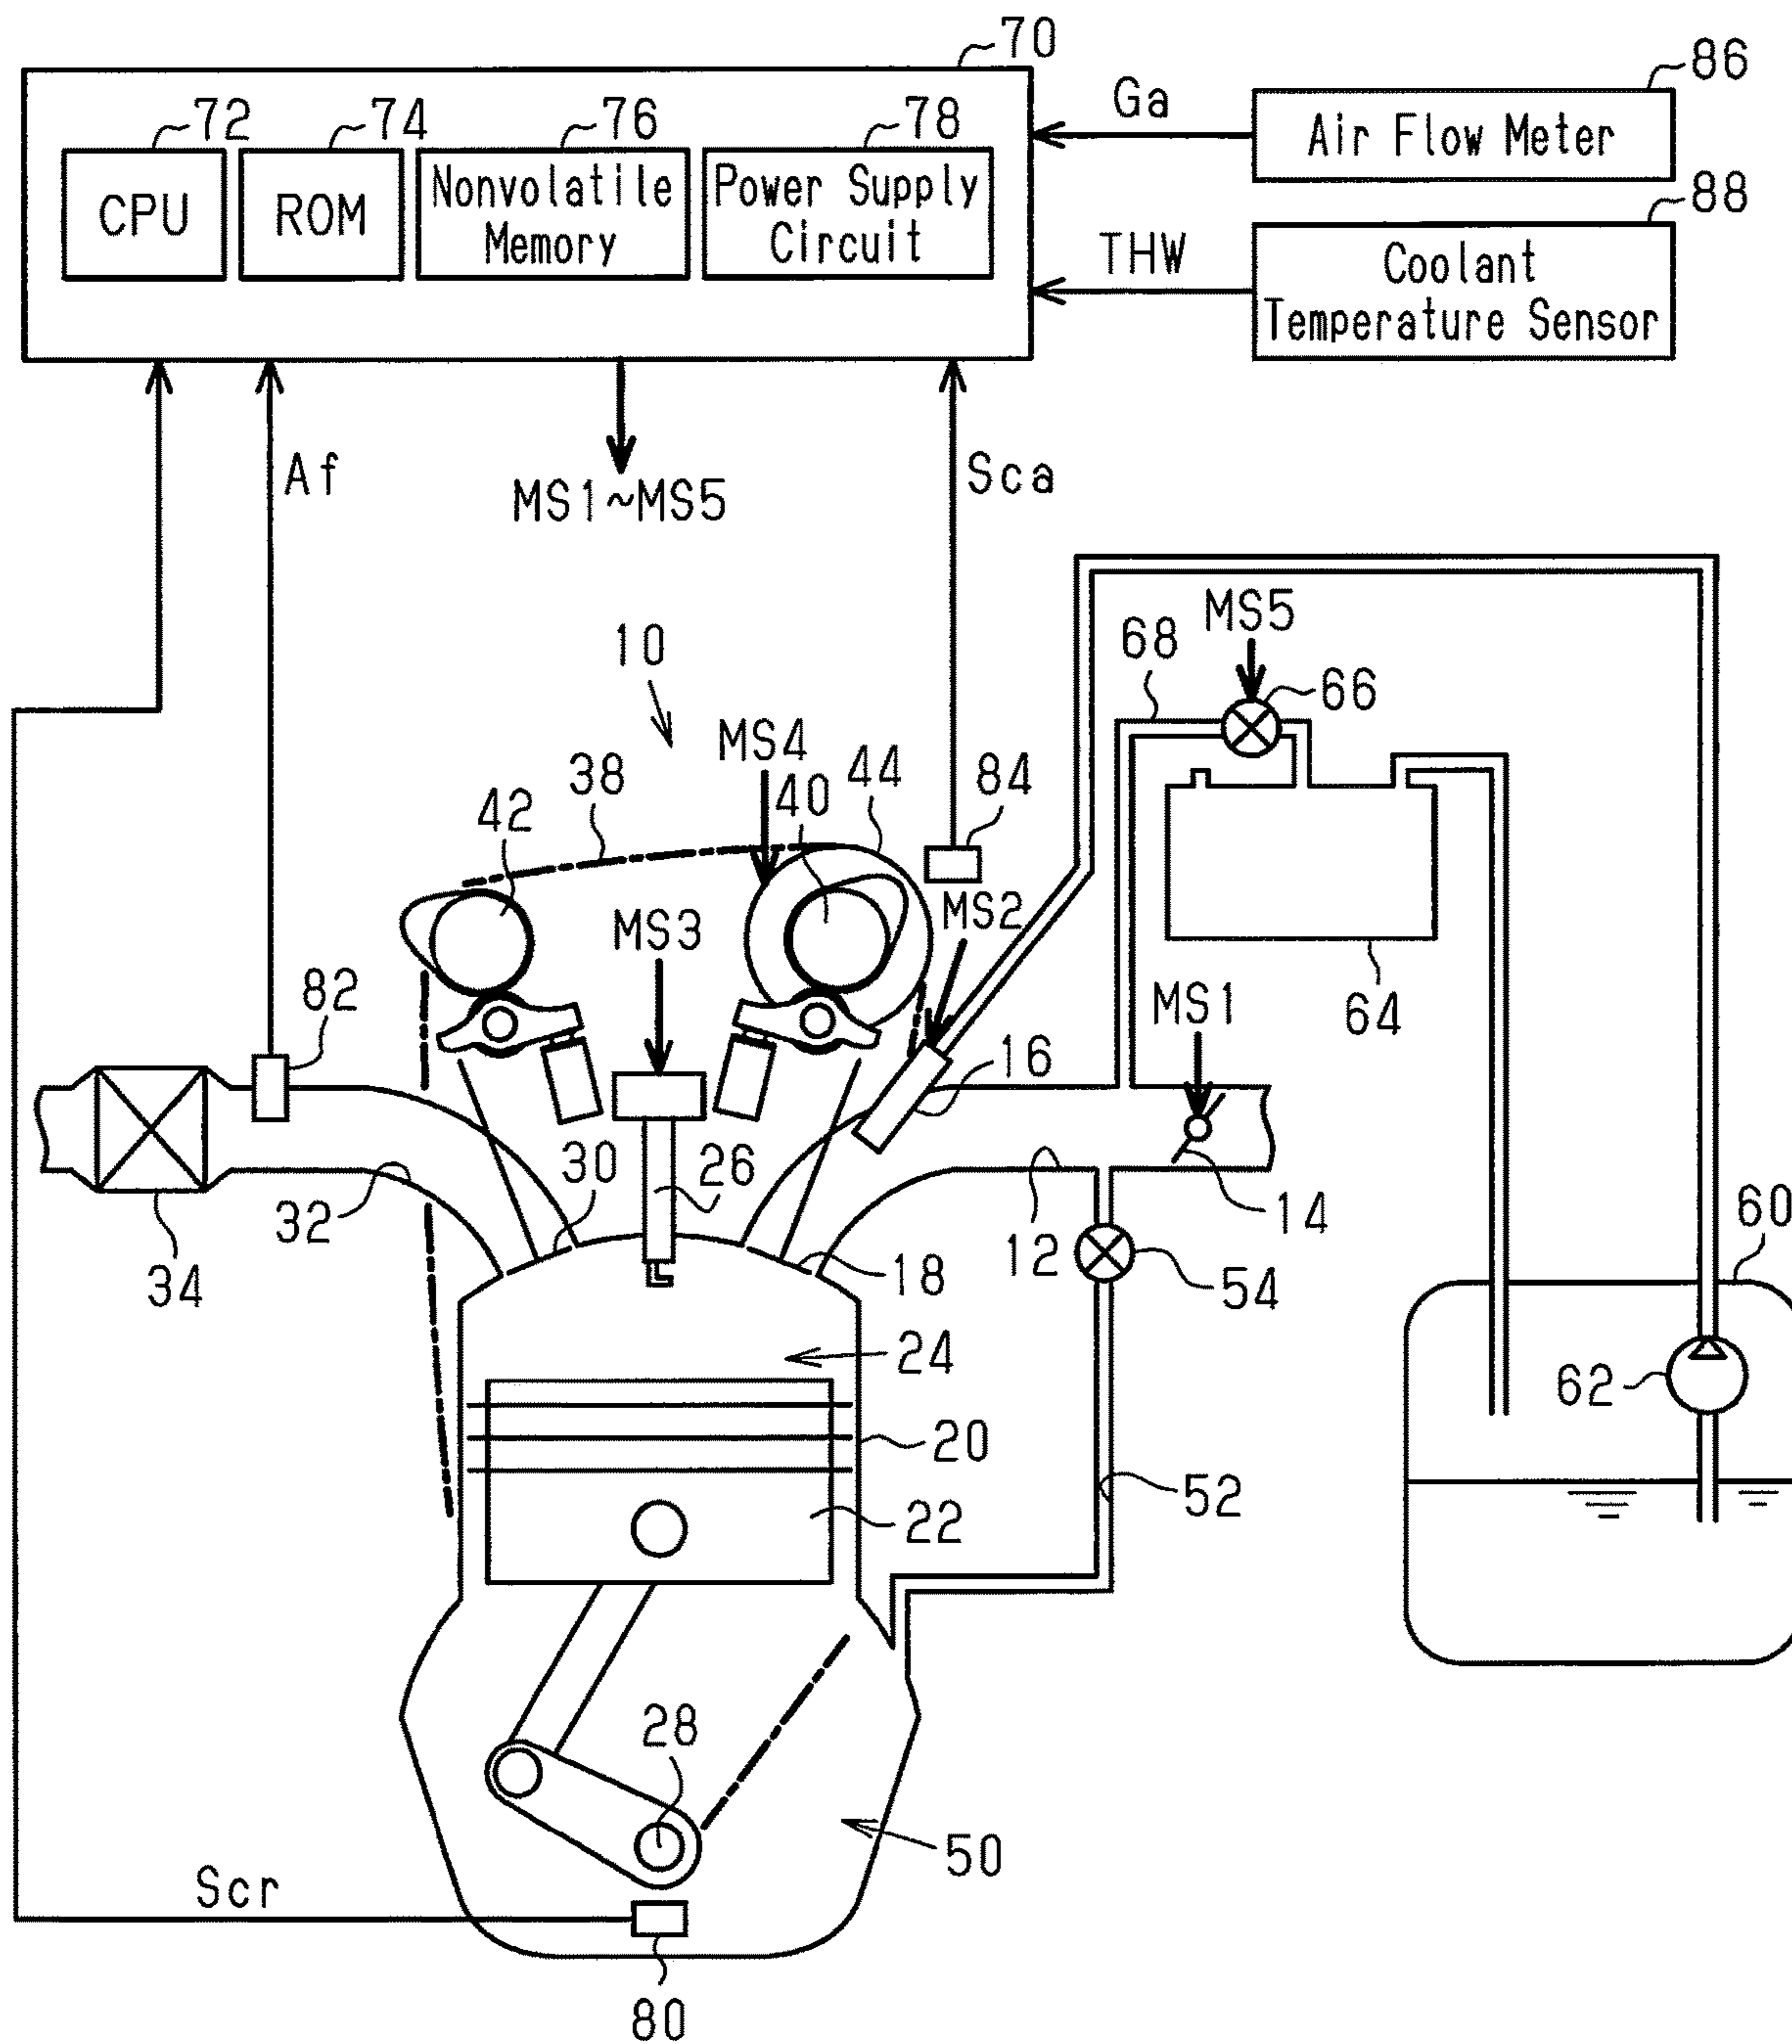 70
86
72
74
76
78
Ga
Air Flow Meter
CPU
ROM
Nonvolatile
Memory
Power Supply
Circuit
88
THW
Coolant
Temperature Sensor
Af
MS1~MS5
Sca
MS5
10
68
66
MS4
38
44
84
42
40
MS2
MS3
82
MS1
64
16
30
26
32
12
14
60
34
18
54
24
62
20
52
22
28
50
Scr
80